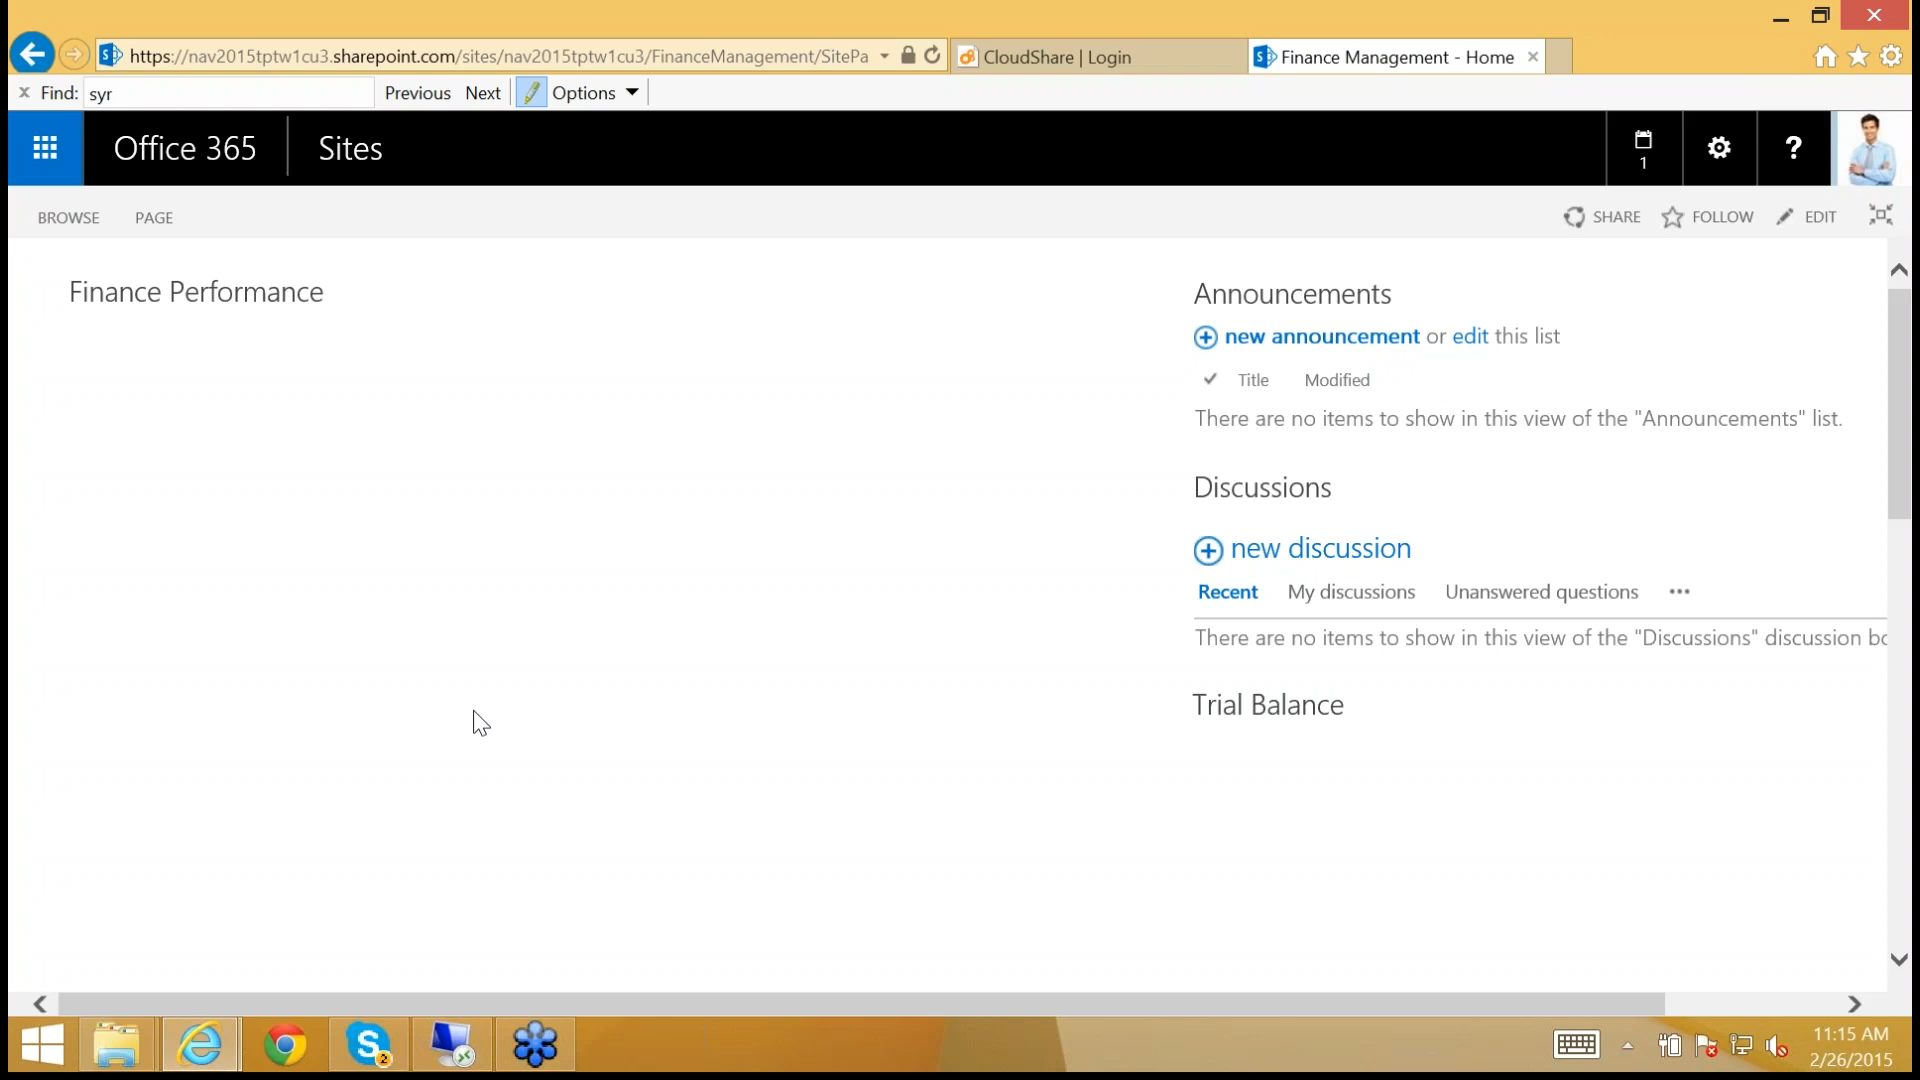 https://nav2015tptw1cu3.sharepoint.com/sites/nav2015tptw1cu3/FinanceManagement/SitePa
CloudShare | Login
Finance Management - Home
Find: syr
Previous Next Options
Office 365 Sites
1
?
BROWSE PAGE
SHARE FOLLOW EDIT
Finance Performance
Announcements
new announcement or edit this list
Title Modified
There are no items to show in this view of the "Announcements" list.
Discussions
new discussion
Recent My discussions Unanswered questions ...
There are no items to show in this view of the "Discussions" discussion bo
Trial Balance
2
11:15 AM
2/26/2015